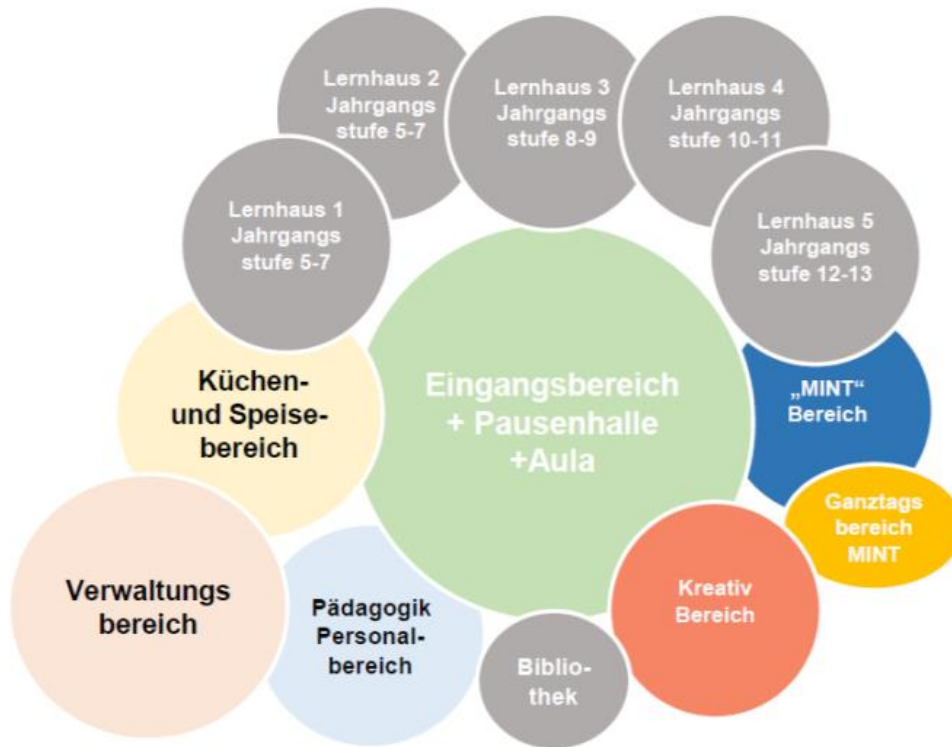 Lernhaus 2
Jahrgangs
stufe 5-7
Lernhaus 3
Jahrgangs
stufe 8-9
Lernhaus 4
Jahrgangs
stufe 10-11
Lernhaus 1
Jahrgangs
stufe 5-7
Lernhaus 5
Jahrgangs
stufe 12-13
Küchen-
und Speise-
bereich
Eingangsbereich
+ Pausenhalle
+Aula
„MINT“
Bereich
Ganztags
bereich
MINT
Verwaltungs
bereich
Pädagogik
Personal-
bereich
Kreativ
Bereich
Biblio-
thek